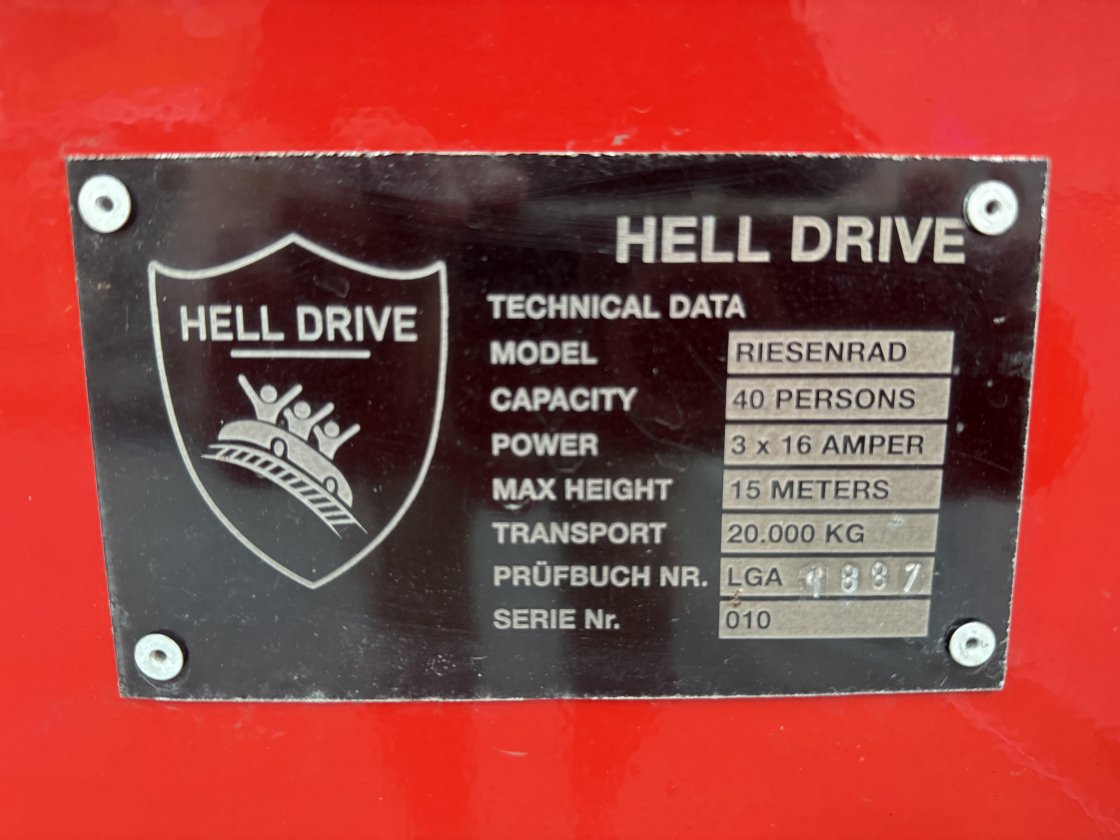 HELL DRIVE
HELL DRIVE
TECHNICAL DATA
MODEL RIESENRAD
CAPACITY 40 PERSONS
POWER 3 x 16 AMPER
MAX HEIGHT 15 METERS
TRANSPORT 20.000 KG
PRÜFBUCH NR. LGA 1887
SERIE Nr. 010